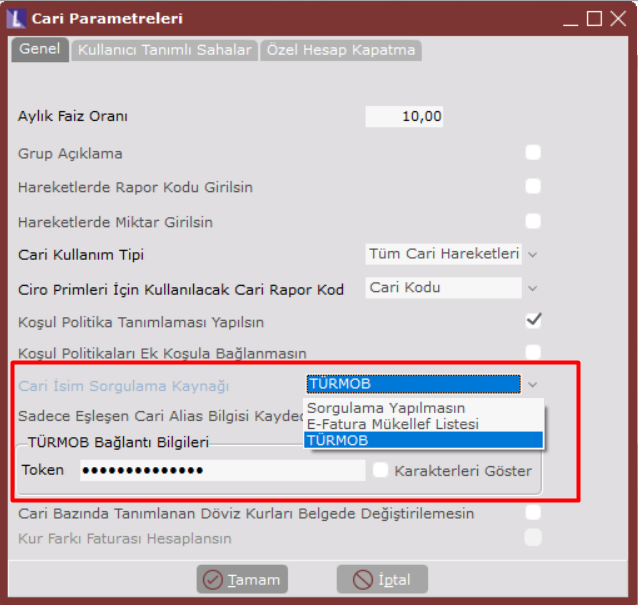 Cari Parametreleri
Genel Kullanıcı Tanımlı Sahalar Özel Hesap Kapatma
Aylık Faiz Oranı 10,00
Grup Açıklama
Hareketlerde Rapor Kodu Girilsin
Hareketlerde Miktar Girilsin
Cari Kullanım Tipi Tüm Cari Hareketleri
Ciro Primleri İçin Kullanılacak Cari Rapor Kod Cari Kodu
Koşul Politika Tanımlaması Yapılsın
Koşul Politikaları Ek Koşula Bağlanmasın
Cari İsim Sorgulama Kaynağı TÜRMOB
Sorgulama Yapılmasın
Sadece Eşleşen Cari Alias Bilgisi Kayded E-Fatura Mükellef Listesi
TÜRMOB Bağlantı Bilgileri TÜRMOB
Token ●●●●●●●●●●●●●● Karakterleri Göster
Cari Bazında Tanımlanan Döviz Kurları Belgede Değiştirilemesin
Kur Farkı Faturası Hesaplansın
Tamam İptal